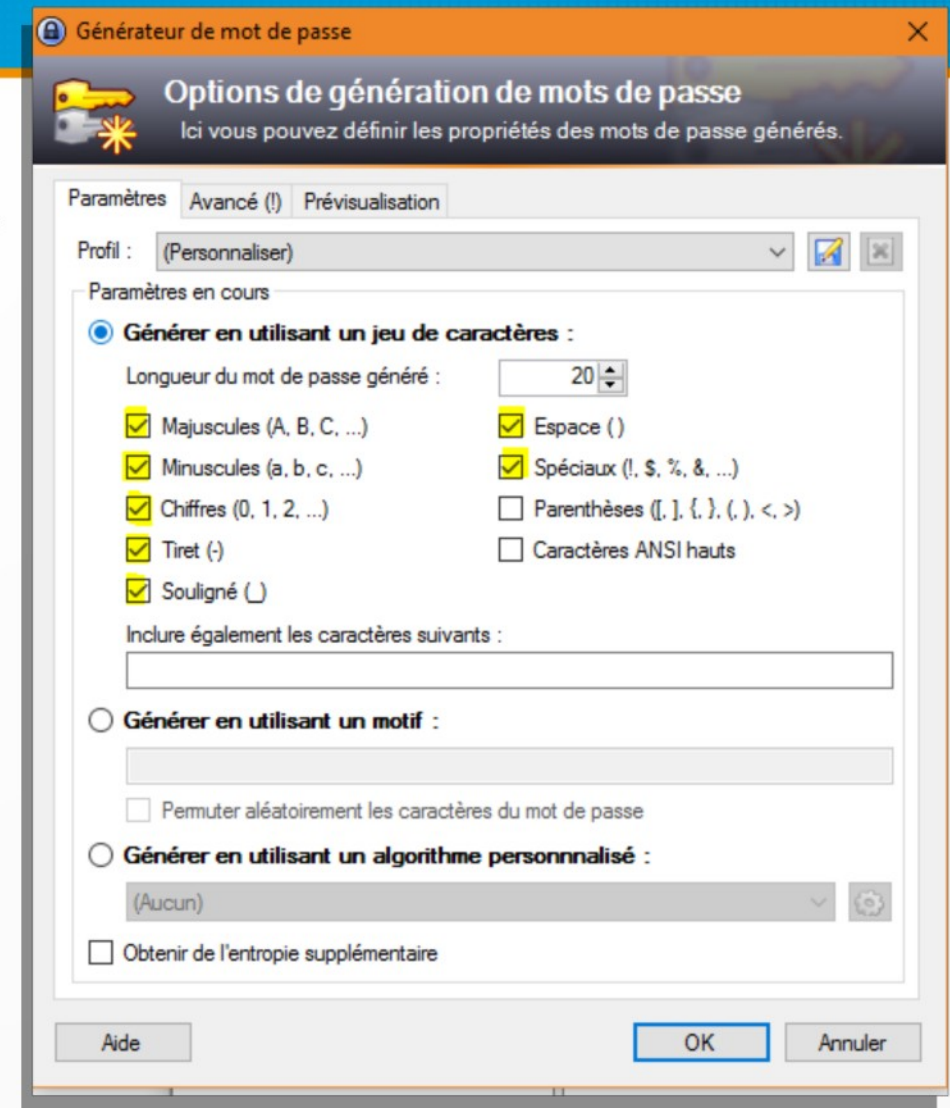 Générateur de mot de passe
Options de génération de mots de passe
Ici vous pouvez définir les propriétés des mots de passe générés.
Paramètres Avancé (!) Prévisualisation
Profil : (Personnaliser)
Paramètres en cours
Générer en utilisant un jeu de caractères :
Longueur du mot de passe généré : 20
Majuscules (A, B, C, ...) Espace ( )
Minuscules (a, b, c, ...) Spéciaux (!, $, %, &, ...)
Chiffres (0, 1, 2, ...) Parenthèses ([, ], {, }, (, ), <, >)
Tiret (-) Caractères ANSI hauts
Souligné (_)
Inclure également les caractères suivants :
Générer en utilisant un motif :
Permuter aléatoirement les caractères du mot de passe
Générer en utilisant un algorithme personnnalisé :
(Aucun)
Obtenir de l'entropie supplémentaire
Aide OK Annuler